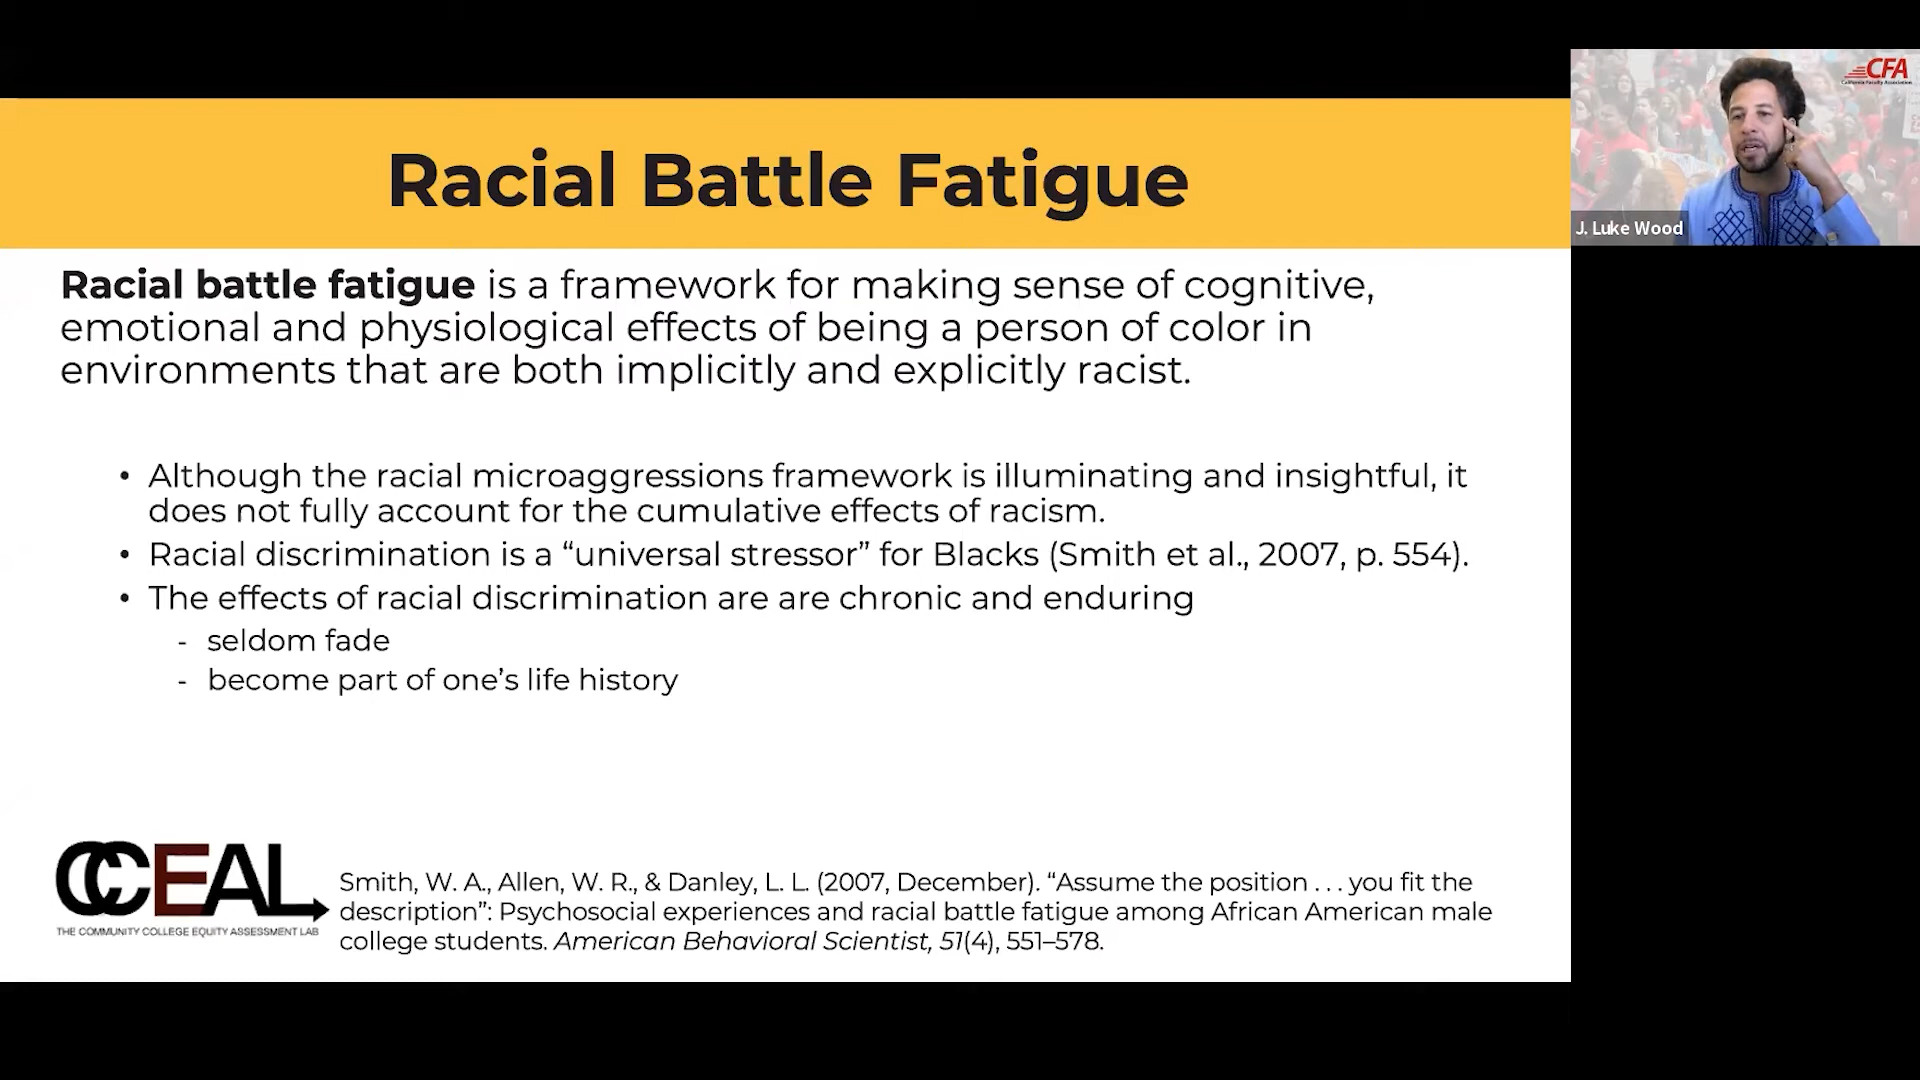 CFA
California Faculty Association
J. Luke Wood
Racial Battle Fatigue
Racial battle fatigue is a framework for making sense of cognitive,
emotional and physiological effects of being a person of color in
environments that are both implicitly and explicitly racist.
• Although the racial microaggressions framework is illuminating and insightful, it
does not fully account for the cumulative effects of racism.
• Racial discrimination is a “universal stressor” for Blacks (Smith et al., 2007, p. 554).
• The effects of racial discrimination are are chronic and enduring
- seldom fade
- become part of one’s life history
CCEAL
THE COMMUNITY COLLEGE EQUITY ASSESSMENT LAB
Smith, W. A., Allen, W. R., & Danley, L. L. (2007, December). “Assume the position . . . you fit the
description”: Psychosocial experiences and racial battle fatigue among African American male
college students. American Behavioral Scientist, 51(4), 551–578.